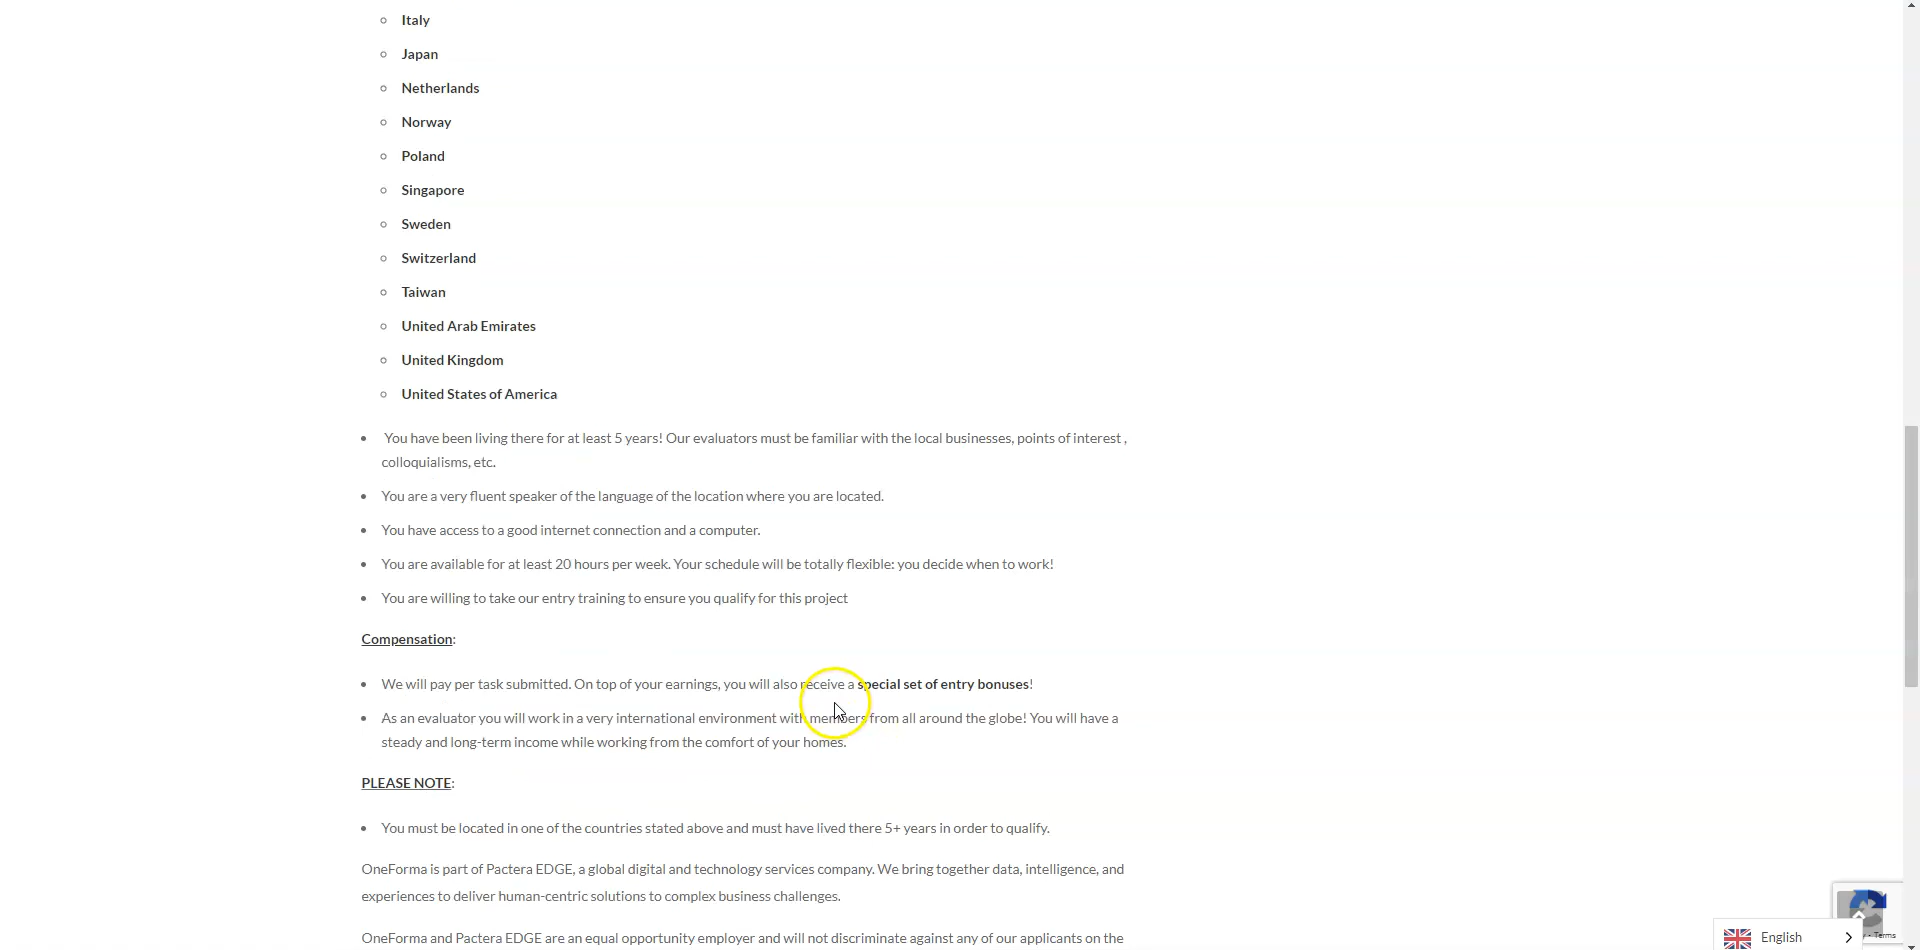 Italy
Japan
Netherlands
Norway
Poland
Singapore
Sweden
Switzerland
Taiwan
United Arab Emirates
United Kingdom
United States of America
You have been living there for at least 5 years! Our evaluators must be familiar with the local businesses, points of interest ,
colloquialisms, etc.
You are a very fluent speaker of the language of the location where you are located.
You have access to a good internet connection and a computer.
You are available for at least 20 hours per week. Your schedule will be totally flexible: you decide when to work!
You are willing to take our entry training to ensure you qualify for this project
Compensation:
We will pay per task submitted. On top of your earnings, you will also receive a special set of entry bonuses!
As an evaluator you will work in a very international environment with members from all around the globe! You will have a
steady and long-term income while working from the comfort of your homes.
PLEASE NOTE:
You must be located in one of the countries stated above and must have lived there 5+ years in order to qualify.
OneForma is part of Pactera EDGE, a global digital and technology services company. We bring together data, intelligence, and
experiences to deliver human-centric solutions to complex business challenges.
OneForma and Pactera EDGE are an equal opportunity employer and will not discriminate against any of our applicants on the
Terms
English